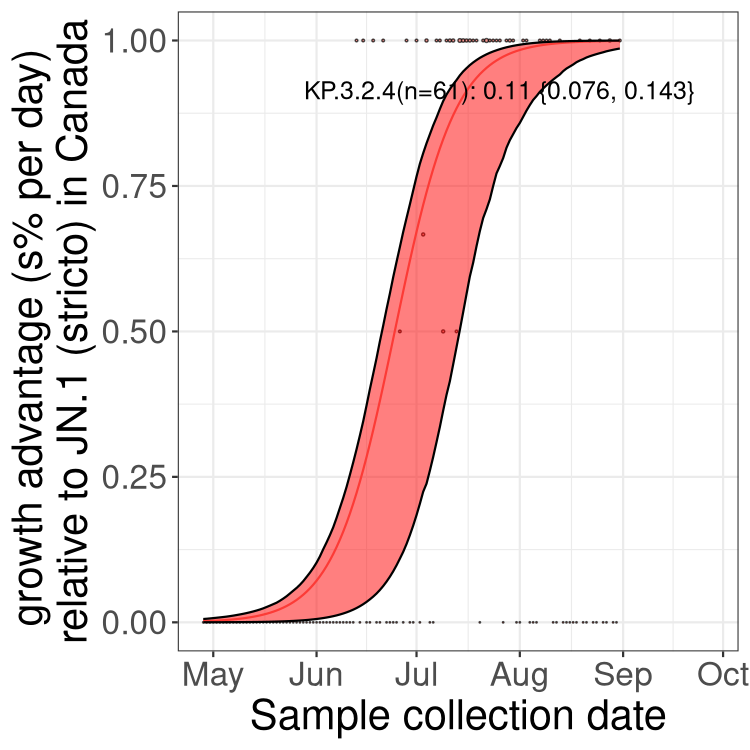 growth advantage (s% per day)
relative to JN.1 (stricto) in Canada
1.00
0.75
0.50
0.25
0.00
KP.3.2.4(n=61): 0.11 {0.076, 0.143}
May Jun Jul Aug Sep Oct
Sample collection date